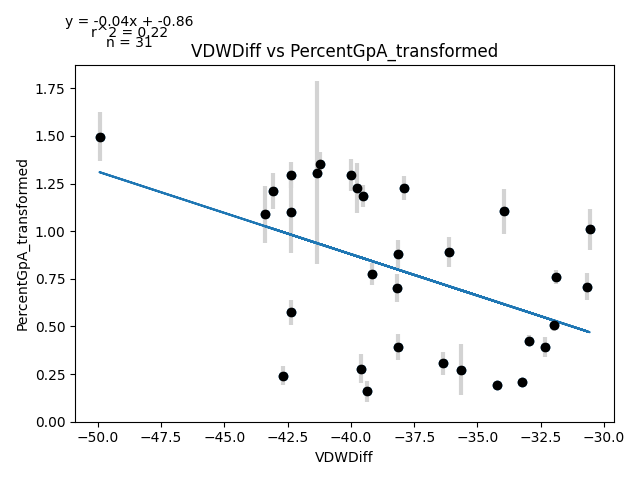 y = -0.04x + -0.86
r^2 = 0.22
n = 31
VDWDiff vs PercentGpA_transformed
PercentGpA_transformed
1.75
1.50
1.25
1.00
0.75
0.50
0.25
0.00
−50.0 −47.5 −45.0 −42.5 −40.0 −37.5 −35.0 −32.5 −30.0
VDWDiff